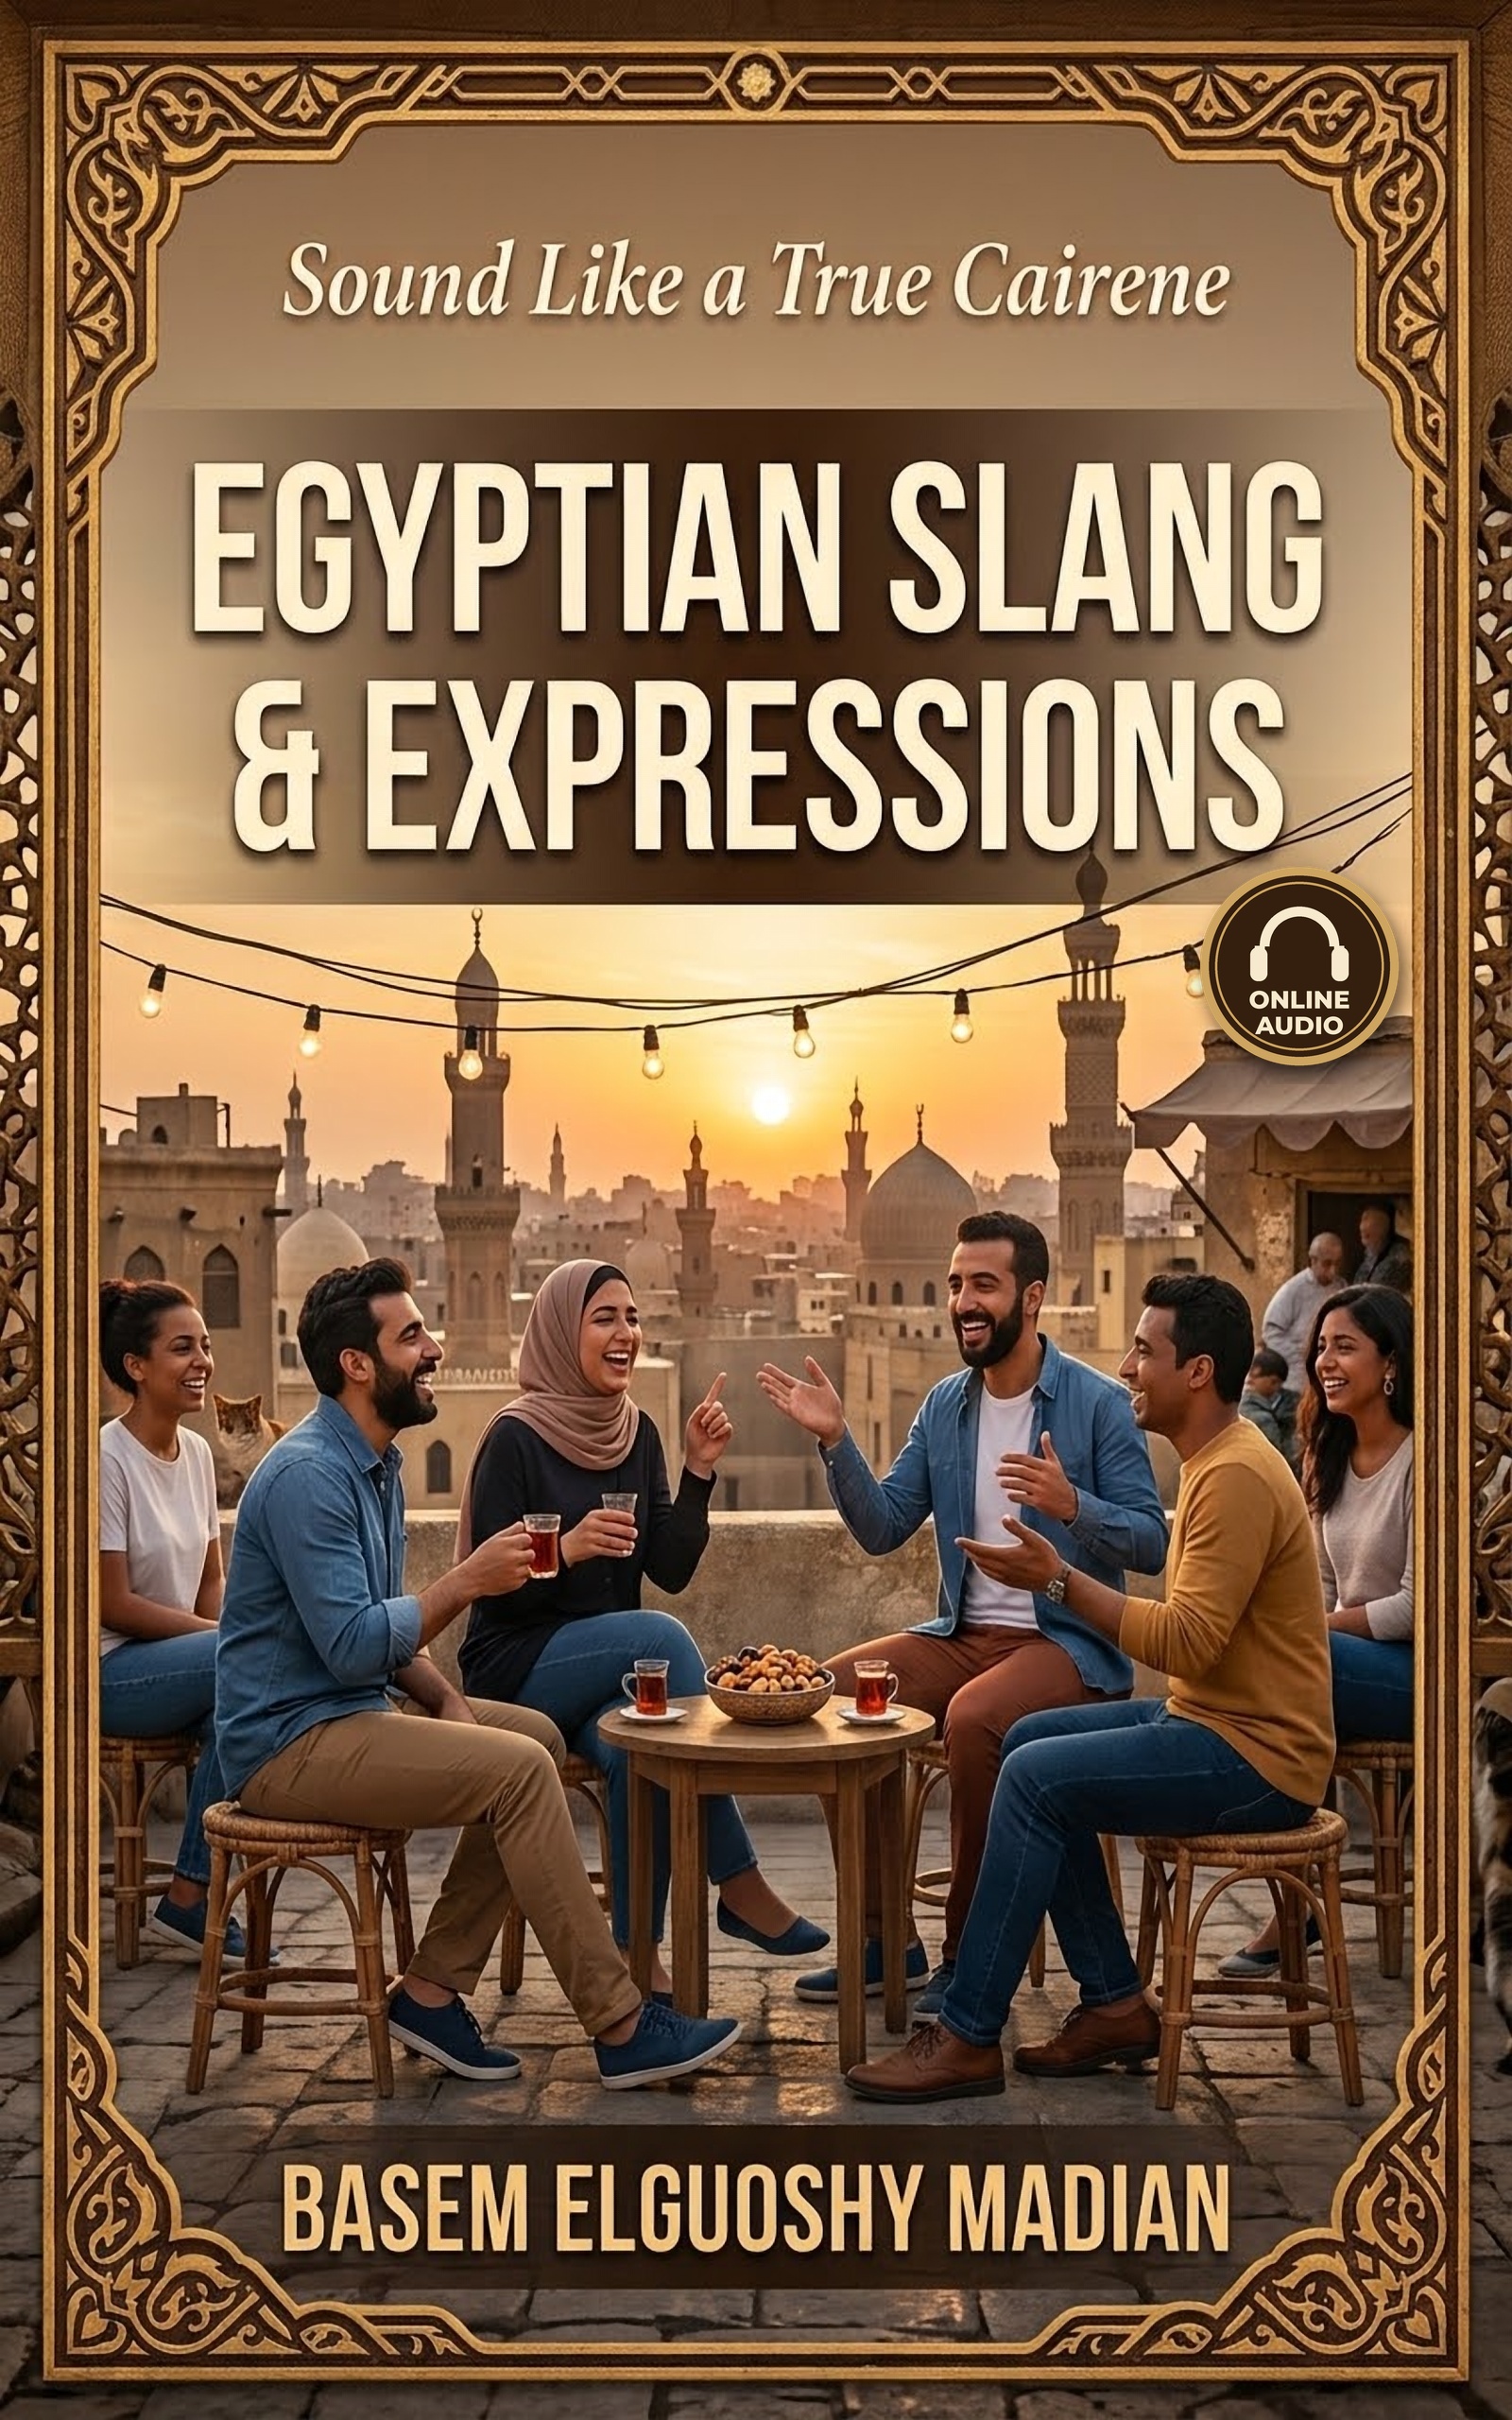 Sound Like a True Cairene
EGYPTIAN SLANG
& EXPRESSIONS
ONLINE
AUDIO
BASEM ELGUOSHY MADIAN